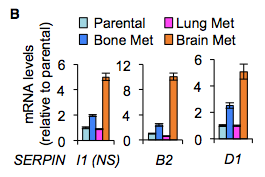 B
Parental Lung Met
Bone Met Brain Met
mRNA levels
(relative to parental)
6
4
2
0
12
8
4
0
6
4
2
0
SERPIN I1 (NS) B2 D1